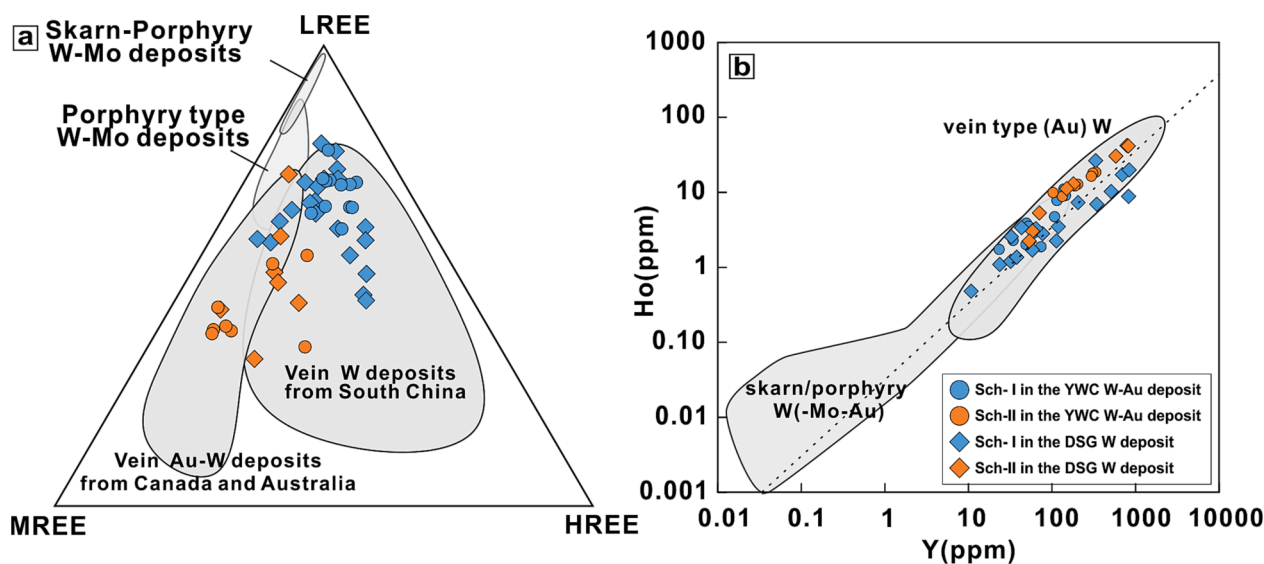 a
Skarn-Porphyry
W-Mo deposits
LREE
Porphyry type
W-Mo deposits
Vein W deposits
from South China
Vein Au-W deposits
from Canada and Australia
MREE
HREE
b
1000
100
10
1
0.10
0.01
0.001
Ho(ppm)
vein type (Au) W
skarn/porphyry
W(-Mo-Au)
Sch- I in the YWC W-Au deposit
Sch-II in the YWC W-Au deposit
Sch- I in the DSG W deposit
Sch-II in the DSG W deposit
0.01 0.1 1 10 100 1000 10000
Y(ppm)